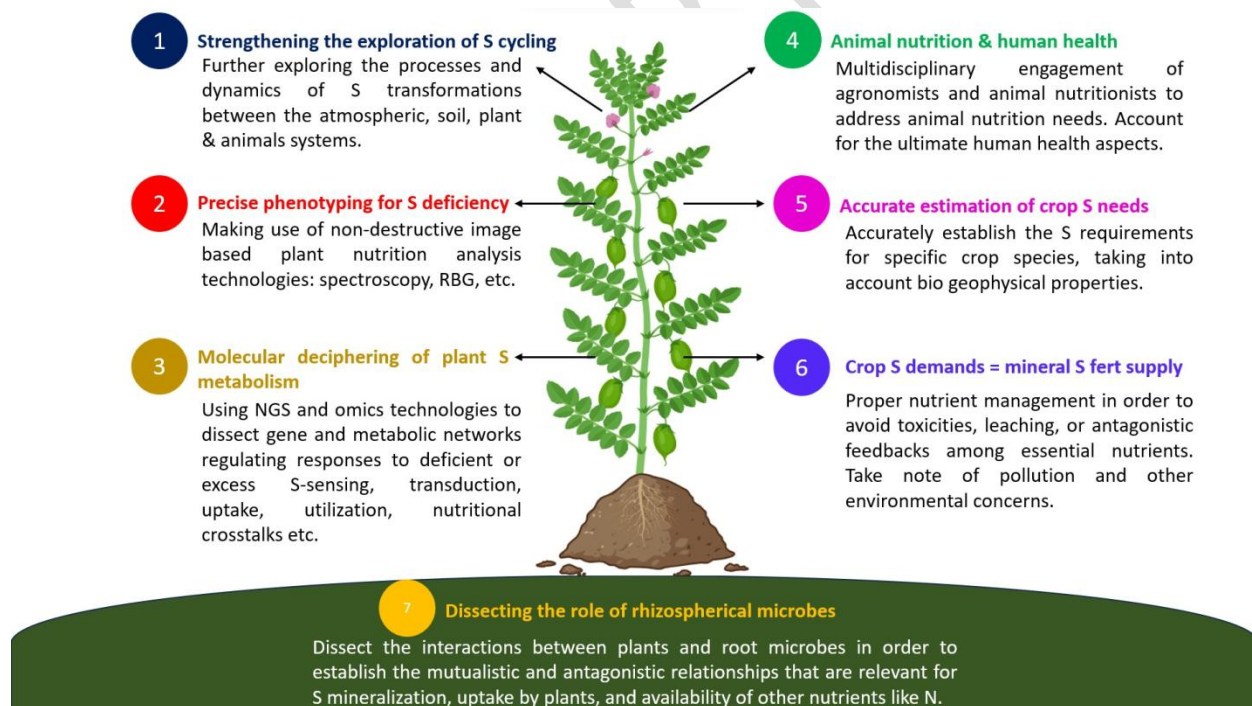 1
Strengthening the exploration of S cycling
Further exploring the processes and
dynamics of S transformations
between the atmospheric, soil, plant
& animals systems.
2
Precise phenotyping for S deficiency
Making use of non-destructive image
based plant nutrition analysis
technologies: spectroscopy, RBG, etc.
3
Molecular deciphering of plant S
metabolism
Using NGS and omics technologies to
dissect gene and metabolic networks
regulating responses to deficient or
excess S-sensing, transduction,
uptake, utilization, nutritional
crosstalks etc.
4
Animal nutrition & human health
Multidisciplinary engagement of
agronomists and animal nutritionists to
address animal nutrition needs. Account
for the ultimate human health aspects.
5
Accurate estimation of crop S needs
Accurately establish the S requirements
for specific crop species, taking into
account bio geophysical properties.
6
Crop S demands = mineral S fert supply
Proper nutrient management in order to
avoid toxicities, leaching, or antagonistic
feedbacks among essential nutrients.
Take note of pollution and other
environmental concerns.
7
Dissecting the role of rhizospherical microbes
Dissect the interactions between plants and root microbes in order to
establish the mutualistic and antagonistic relationships that are relevant for
S mineralization, uptake by plants, and availability of other nutrients like N.